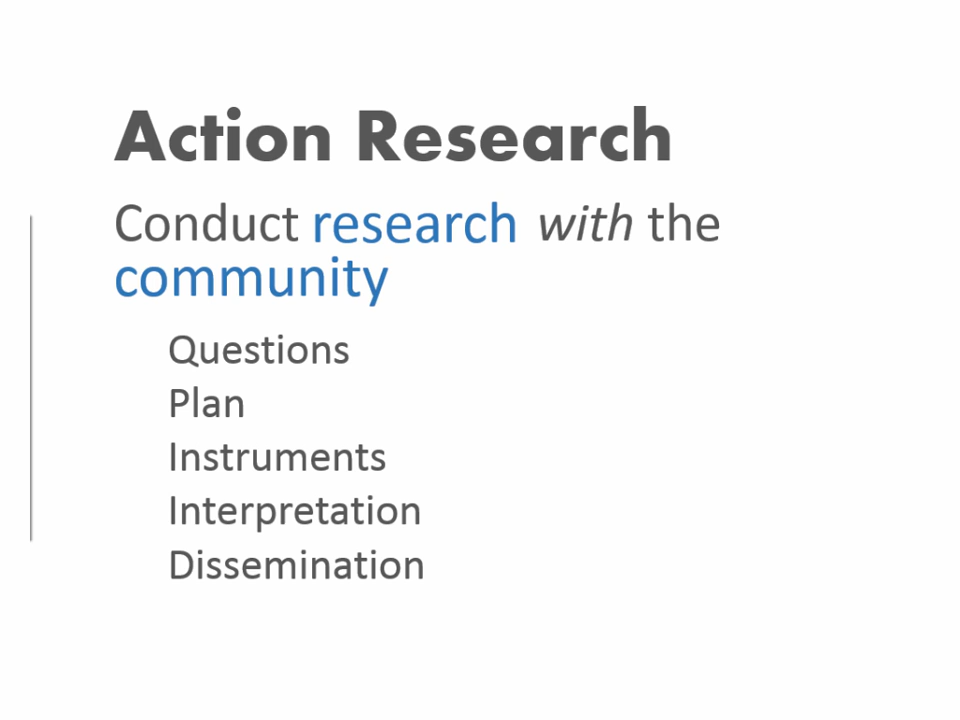 Action Research
Conduct research with the
community
Questions
Plan
Instruments
Interpretation
Dissemination